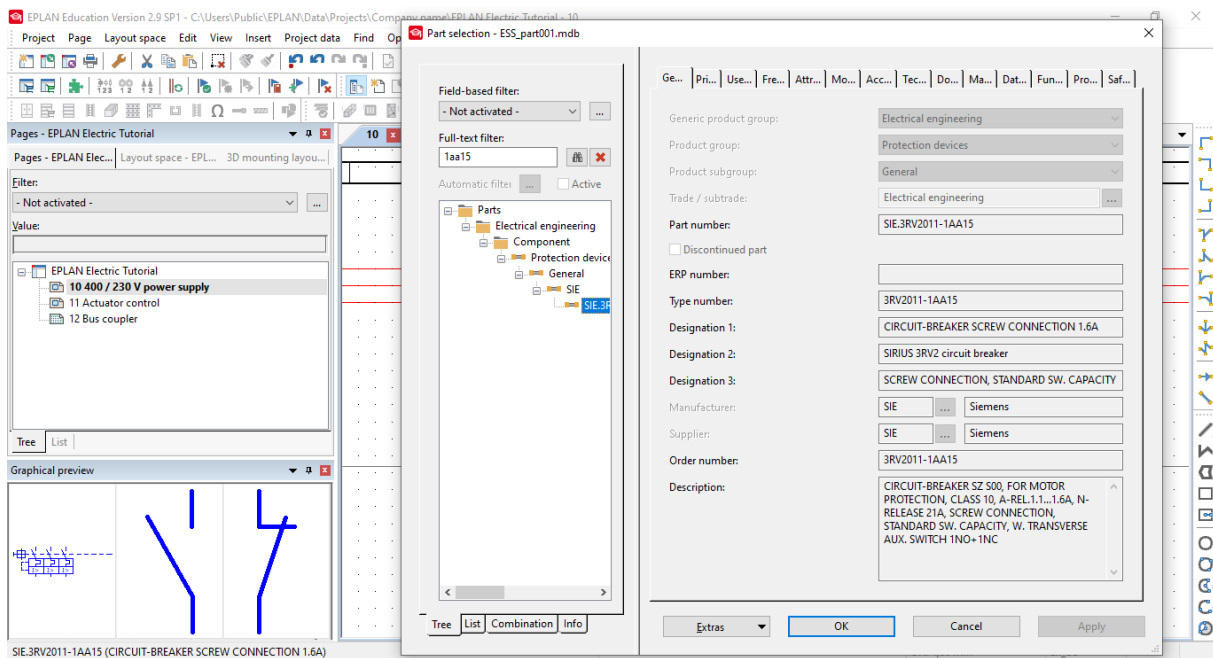 EPLAN Education Version 2.9 SP1 - C:\Users\Public\EPLAN\Data\Projects\Company name\EPLAN Electric Tutorial - 10
Project Page Layout space Edit View Insert Project data Find Op
Pages - EPLAN Electric Tutorial
Pages - EPLAN Elec... Layout space - EPL... 3D mounting layou...
Filter:
- Not activated -
...
Value:
EPLAN Electric Tutorial
10 400 / 230 V power supply
11 Actuator control
12 Bus coupler
Tree List
Graphical preview
SIE.3RV2011-1AA15 (CIRCUIT-BREAKER SCREW CONNECTION 1.6A)
10
Part selection - ESS_part001.mdb
Field-based filter:
- Not activated -
...
Full-text filter:
1aa15
Automatic filter ... Active
Parts
Electrical engineering
Component
Protection device
General
SIE
SIE.3R
Tree List Combination Info
Ge... Pri... Use... Fre... Attr... Mo... Acc... Tec... Do... Ma... Dat... Fun... Pro... Saf...
Generic product group: Electrical engineering
Product group: Protection devices
Product subgroup: General
Trade / subtrade: Electrical engineering ...
Part number: SIE.3RV2011-1AA15
Discontinued part
ERP number:
Type number: 3RV2011-1AA15
Designation 1: CIRCUIT-BREAKER SCREW CONNECTION 1.6A
Designation 2: SIRIUS 3RV2 circuit breaker
Designation 3: SCREW CONNECTION, STANDARD SW. CAPACITY
Manufacturer: SIE ... Siemens
Supplier: SIE ... Siemens
Order number: 3RV2011-1AA15
Description: CIRCUIT-BREAKER SZ S00, FOR MOTOR
PROTECTION, CLASS 10, A-REL.1.1...1.6A, N-
RELEASE 21A, SCREW CONNECTION,
STANDARD SW. CAPACITY, W. TRANSVERSE
AUX. SWITCH 1NO+1NC
Extras OK Cancel Apply